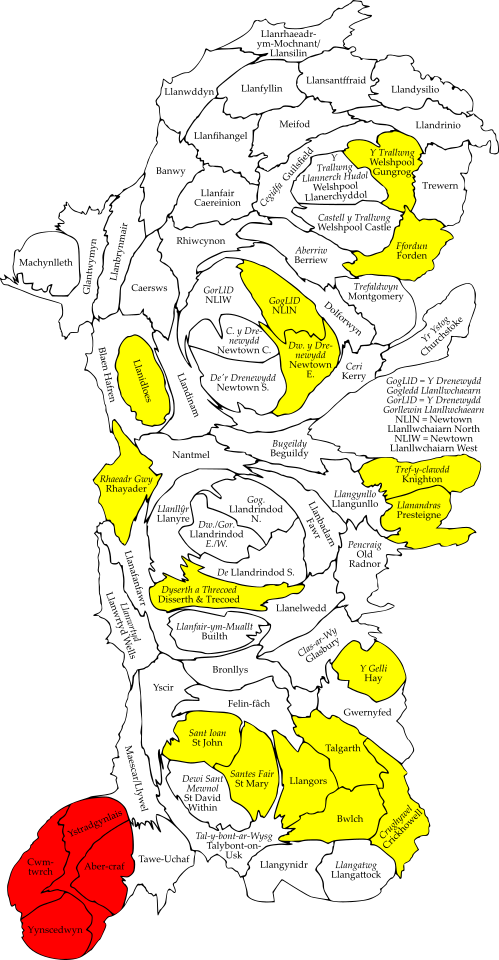 Llanrhaeadr-
ym-Mochnant/
Llansilin
Llanwddyn
Llanfyllin
Llansantffraid
Llandysilio
Llanfihangel
Meifod
Llandrinio
Banwy
Llanfair
Caereinion
Cegidfa Guilsfield
Y
Trallwng
Llannerch Hudol
Welshpool
Llanerchyddol
Y Trallwng
Welshpool
Gungrog
Trewern
Castell y Trallwng
Welshpool Castle
Ffordun
Forden
Machynlleth
Glantwymyn
Llanbrynmair
Rhiwcynon
Aberriw
Berriew
Caersws
GorLlD
NLlW
GogLlD
NLlN
Dolforwyn
Trefaldwyn
Montgomery
Yr Yslog
Churchstoke
C. y Dre-
newydd
Newtown C.
Dw. y Dre-
newydd
Newtown
E.
De'r Drenewydd
Newtown S.
Ceri
Kerry
Blaen Hafren
Llanidloes
Llandinam
GogLlD = Y Drenewydd
Gogledd Llanllwchaearn
GorLlD = Y Drenewydd
Gorllewin Llanllwchaearn
NLlN = Newtown
Llanllwchaiarn North
NLlW = Newtown
Llanllwchaiarn West
Nantmel
Bugeildy
Beguildy
Rhaeadr Gwy
Rhayader
Tref-y-clawdd
Knighton
Llangynllo
Llangunllo
Llanandras
Presteigne
Llanllŷr
Llanyre
Gog.
Llandrindod
N.
Dw./Gor.
Llandrindod
E./W.
Llanbadarn
Fawr
Pencraig
Old
Radnor
De Llandrindod S.
Llanafanfawr
Llanwrtyd
Llanwrtyd Wells
Dyserth a Threcoed
Disserth & Trecoed
Llanelwedd
Llanfair-ym-Muallt
Builth
Clas-ar-Wy
Glasbury
Bronllys
Y Gelli
Hay
Yscir
Felin-fâch
Gwernyfed
Maescar/Llywel
Sant Ioan
St John
Talgarth
Dewi Sant
Mewnol
St David
Within
Santes Fair
St Mary
Llangors
Bwlch
Crughywel
Crickhowell
Ystradgynlais
Cwm-
twrch
Aber-craf
Tawe-Uchaf
Tal-y-bont-ar-Wysg
Talybont-on-
Usk
Llangynidr
Llangatwg
Llangattock
Yynscedwyn